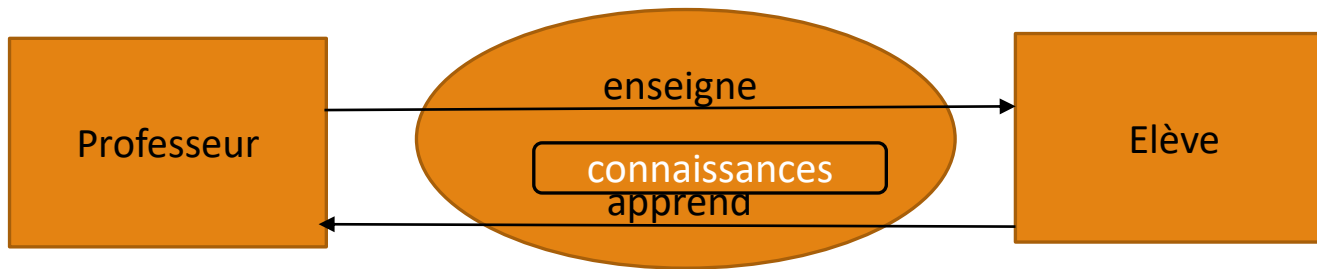 enseigne
Professeur
Elève
connaissances
apprend